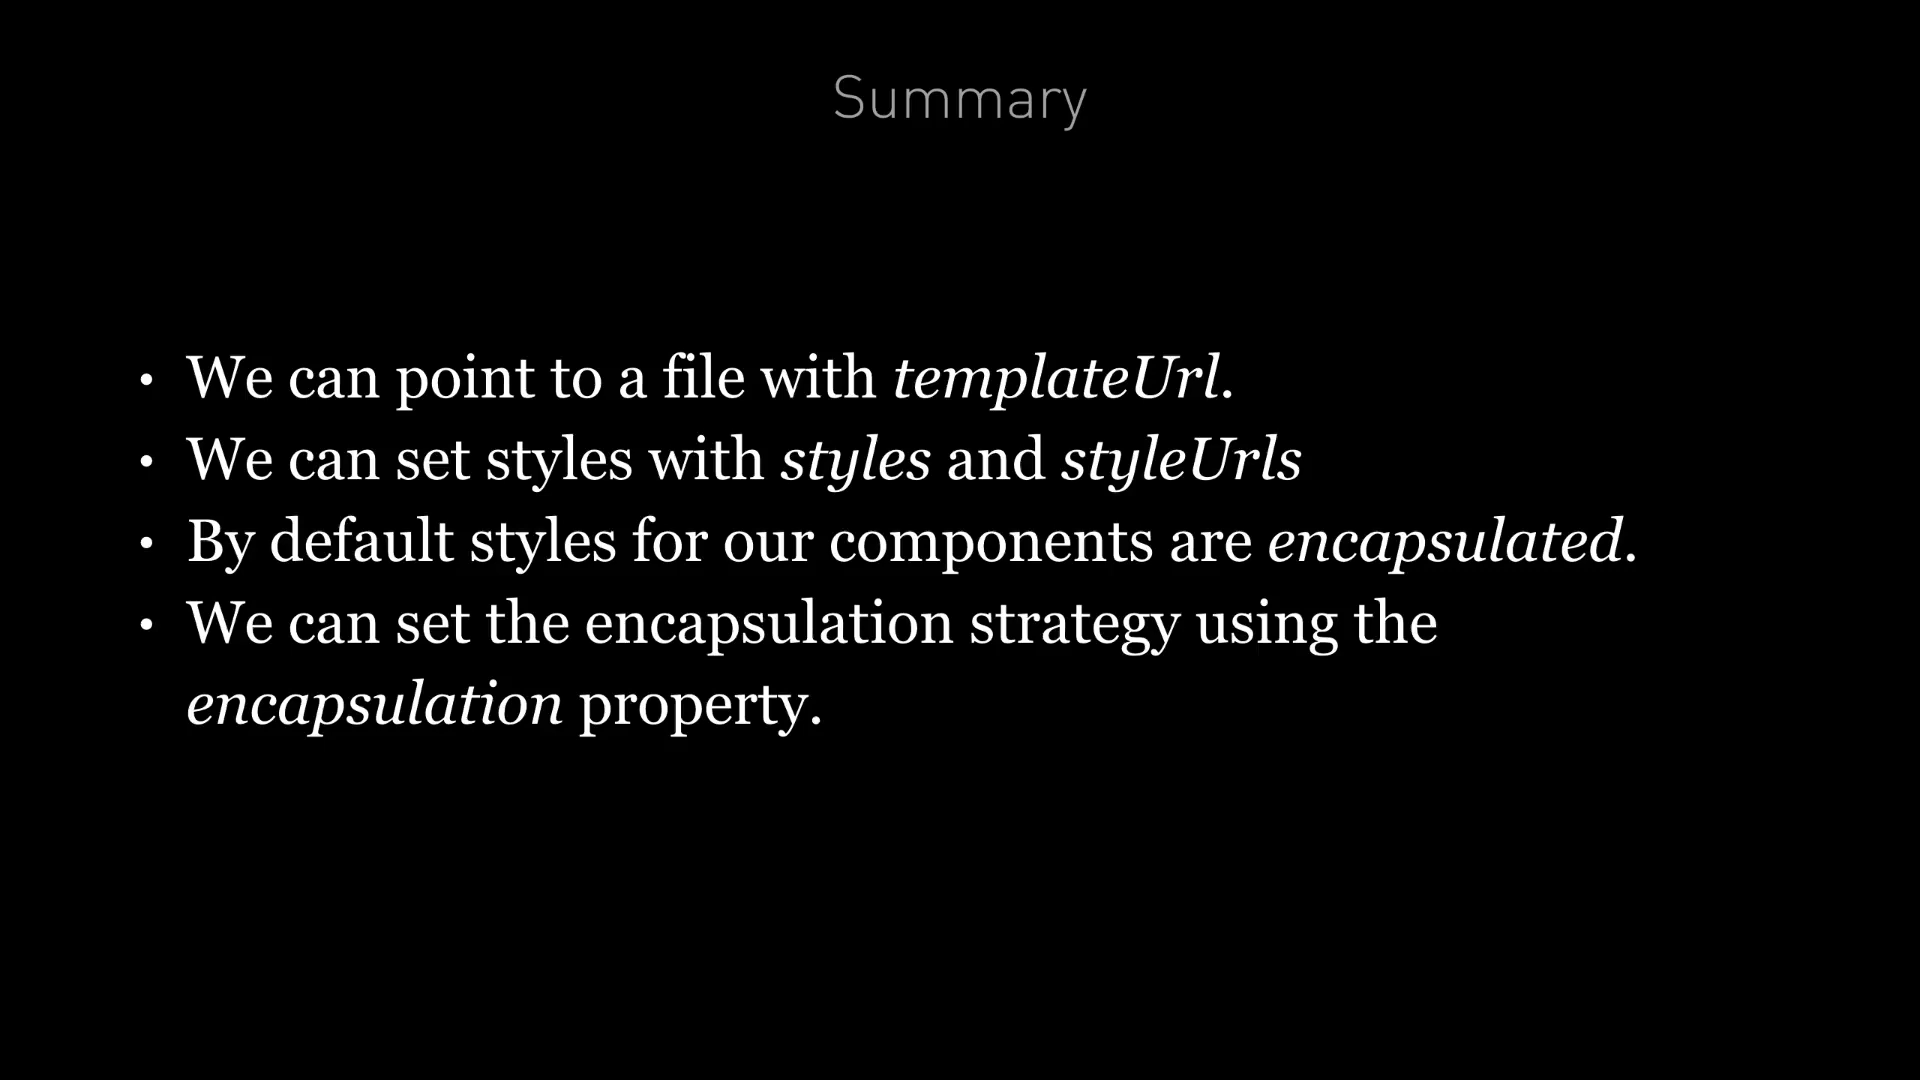 Summary
• We can point to a file with templateUrl.
• We can set styles with styles and styleUrls
• By default styles for our components are encapsulated.
• We can set the encapsulation strategy using the
encapsulation property.